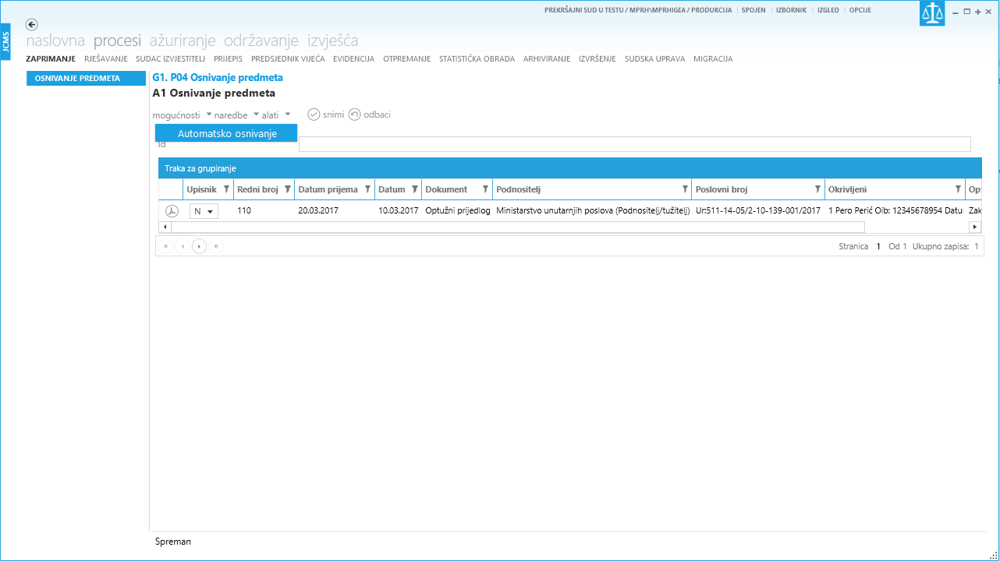 PREKRŠAJNI SUD U TESTU / MPRH\MPRHIGEA / PRODUKCIJA | SPOJEN | IZBORNIK | IZGLED | OPCIJE
JCMS
naslovna procesi ažuriranje održavanje izvješća
ZAPRIMANJE RJEŠAVANJE SUDAC IZVJESTITELJ PRIJEPIS PREDSJEDNIK VIJEĆA EVIDENCIJA OTPREMANJE STATISTIČKA OBRADA ARHIVIRANJE IZVRŠENJE SUDSKA UPRAVA MIGRACIJA
OSNIVANJE PREDMETA
G1. P04 Osnivanje predmeta
A1 Osnivanje predmeta
mogućnosti naredbe alati snimi odbaci
Automatsko osnivanje
Id
Traka za grupiranje
Upisnik Redni broj Datum prijema Datum Dokument Podnositelj Poslovni broj Okrivljeni Opt
N 110 20.03.2017 10.03.2017 Optužni prijedlog Ministarstvo unutarnjih poslova (Podnositelj/tužitelj) Ur:511-14-05/2-10-139-001/2017 1 Pero Perić Oib: 12345678954 Datu Zak
Stranica 1 Od 1 Ukupno zapisa: 1
Spreman